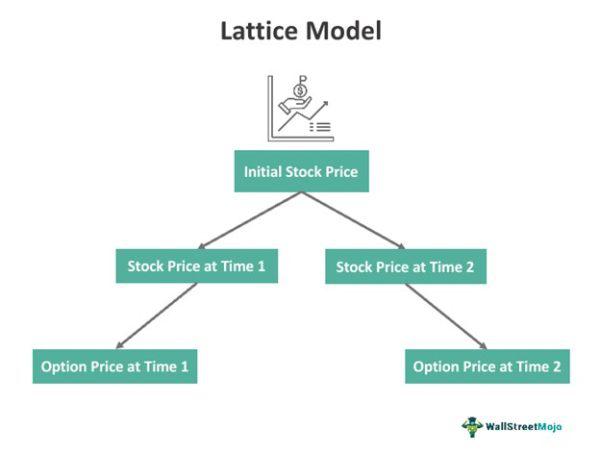 Lattice Model
Initial Stock Price
Stock Price at Time 1
Stock Price at Time 2
Option Price at Time 1
Option Price at Time 2
WallStreetMojo